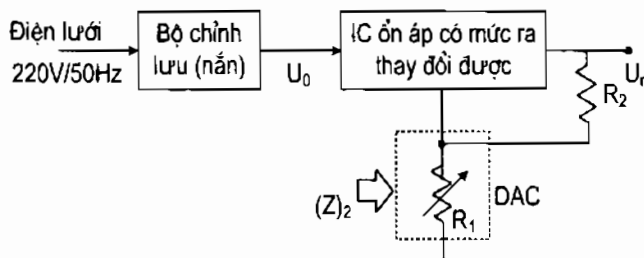 Điện lưới
220V/50Hz
Bộ chỉnh
lưu (nắn)
U₀
IC ổn áp có mức ra
thay đổi được
Uᵣ
R₂
(Z)₂
R₁
DAC